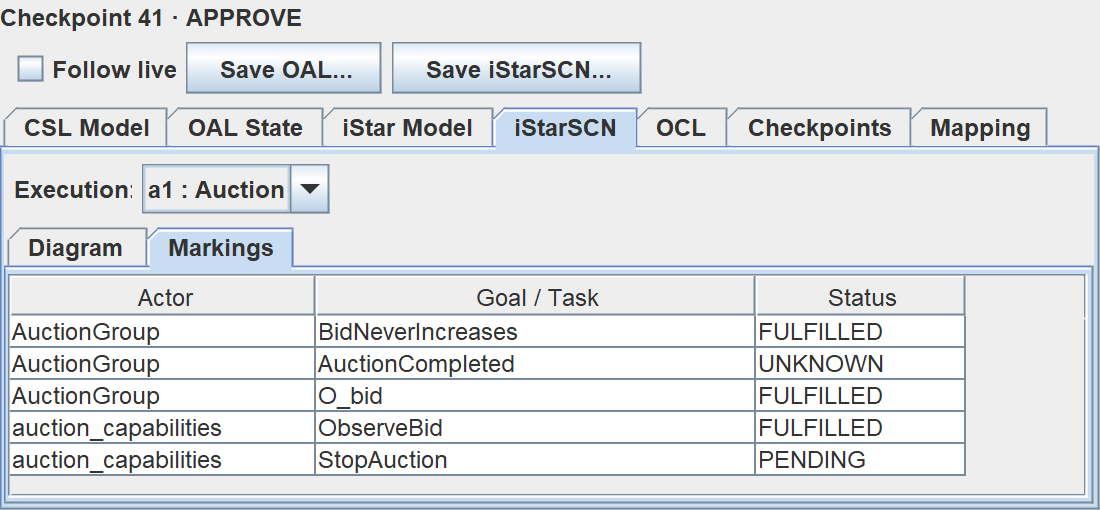 Checkpoint 41 · APPROVE
Follow live Save OAL... Save iStarSCN...
CSL Model OAL State iStar Model iStarSCN OCL Checkpoints Mapping
Execution: a1 : Auction
Diagram Markings
Actor Goal / Task Status
AuctionGroup BidNeverIncreases FULFILLED
AuctionGroup AuctionCompleted UNKNOWN
AuctionGroup O_bid FULFILLED
auction_capabilities ObserveBid FULFILLED
auction_capabilities StopAuction PENDING